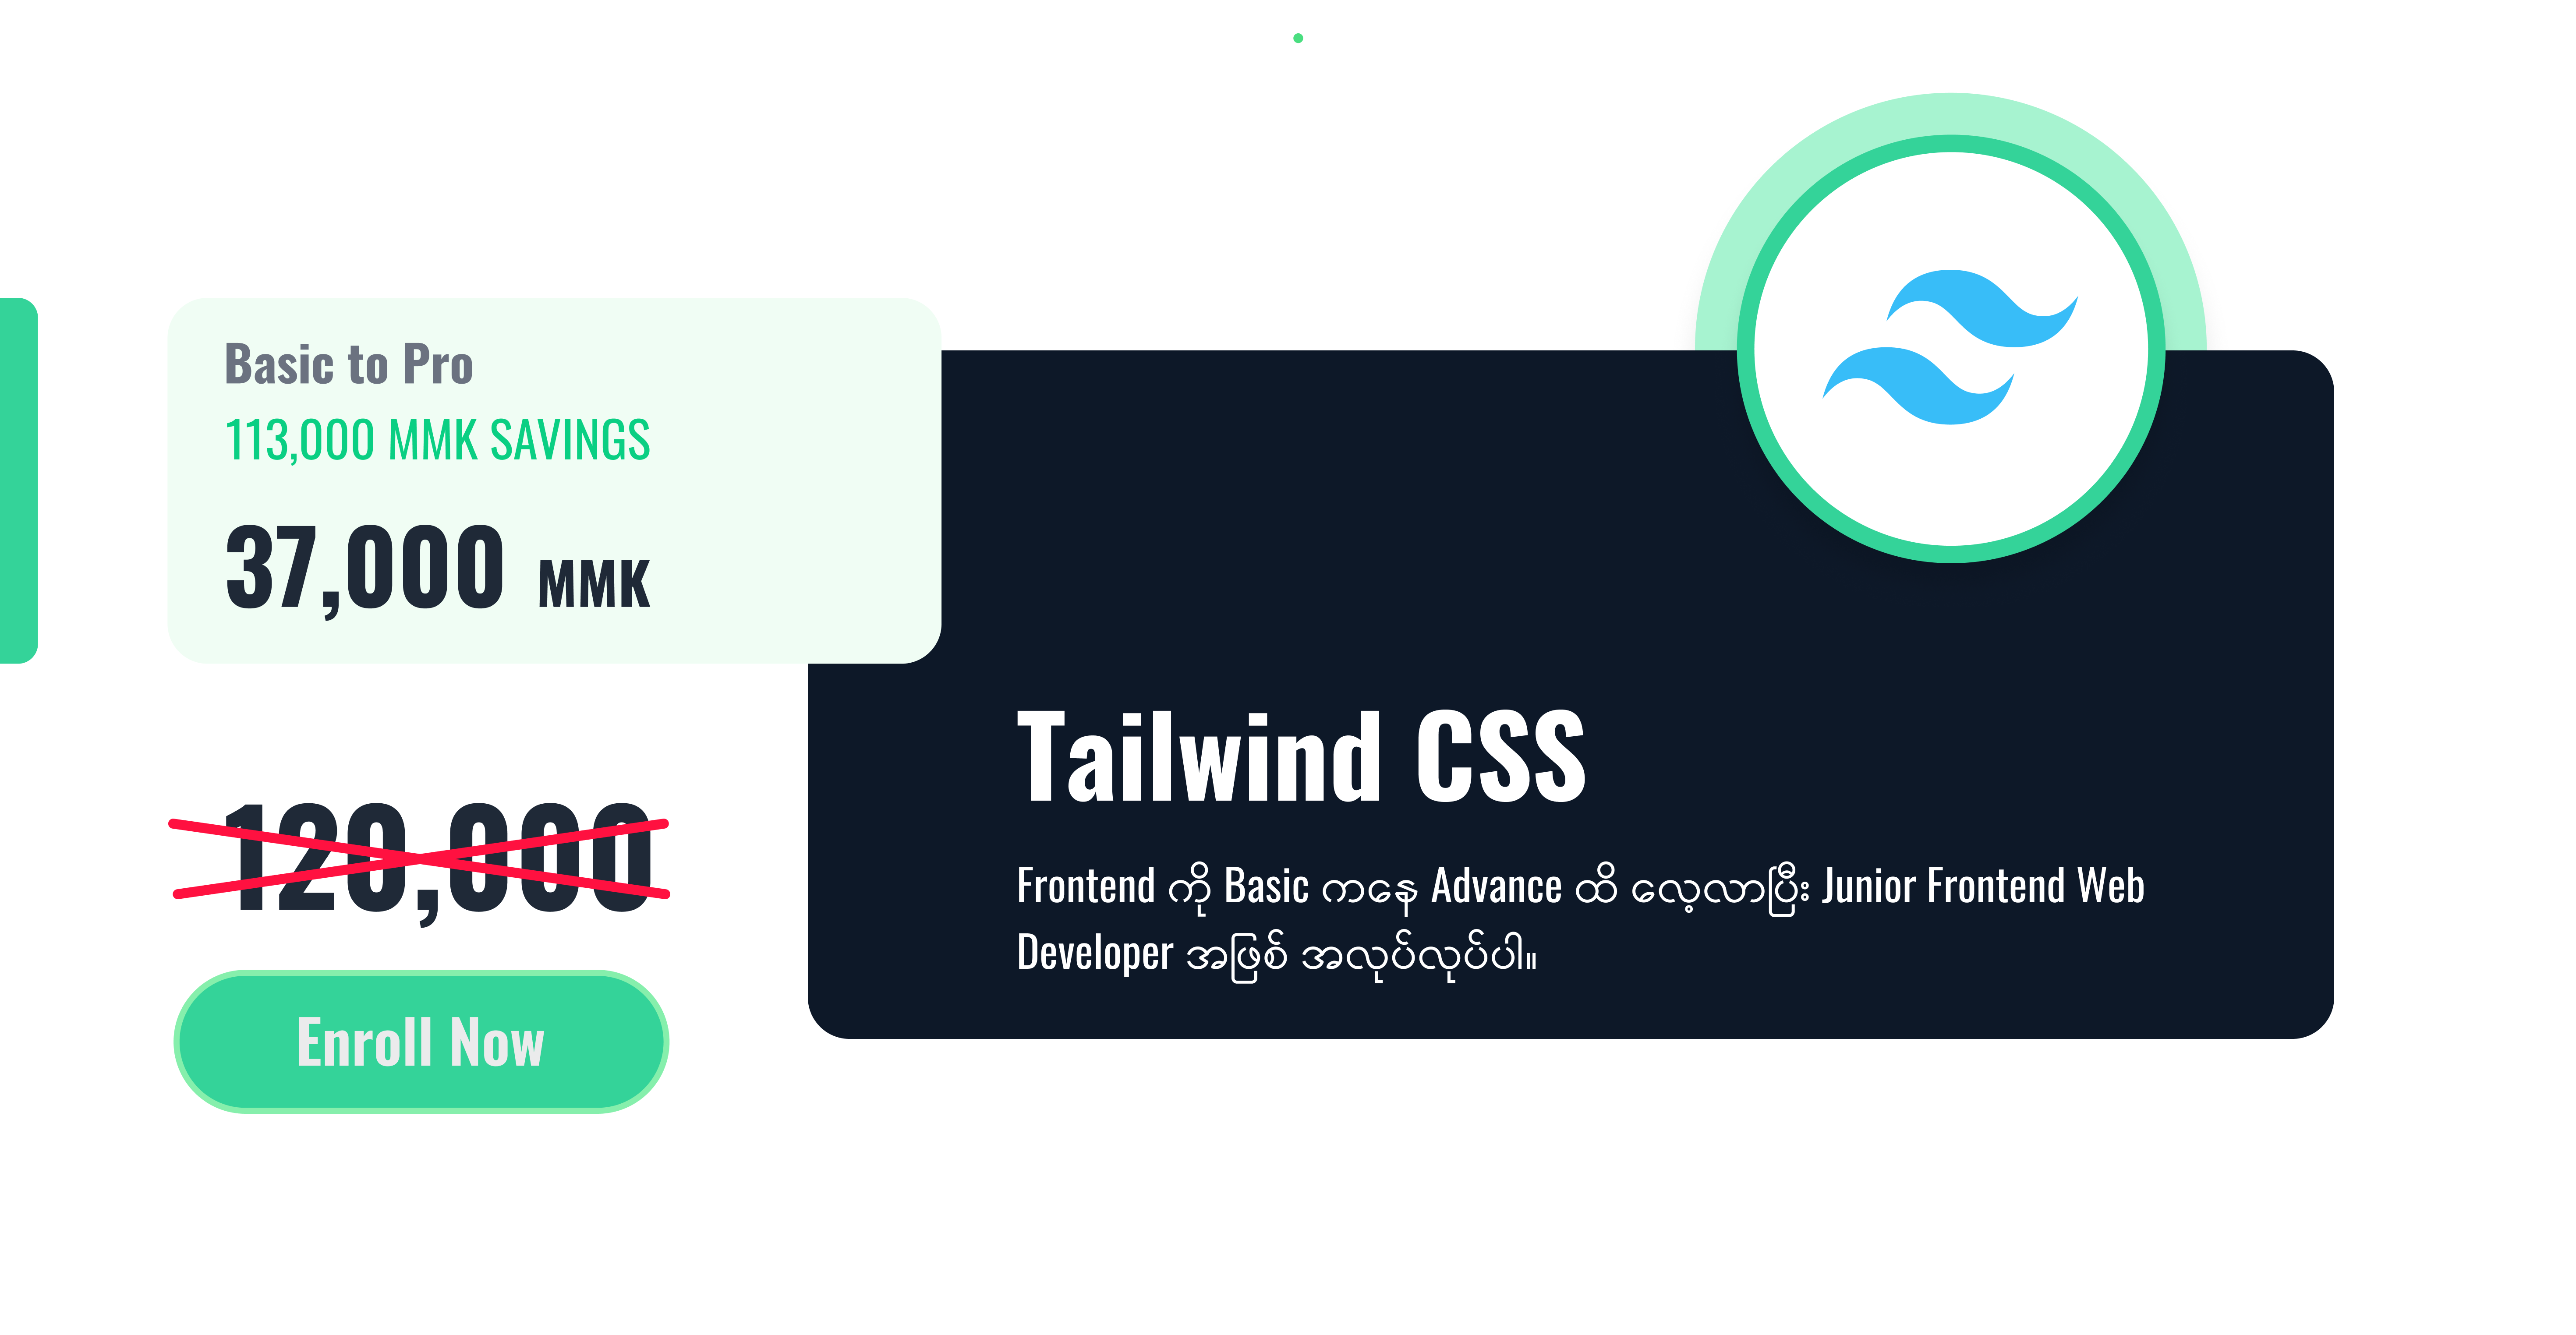 Basic to Pro
113,000 MMK SAVINGS
37,000 MMK
120,000
Enroll Now
Tailwind CSS
Frontend ကို Basic ကနေ Advance ထိ လေ့လာပြီး Junior Frontend Web
Developer အဖြစ် အလုပ်လုပ်ပါ။